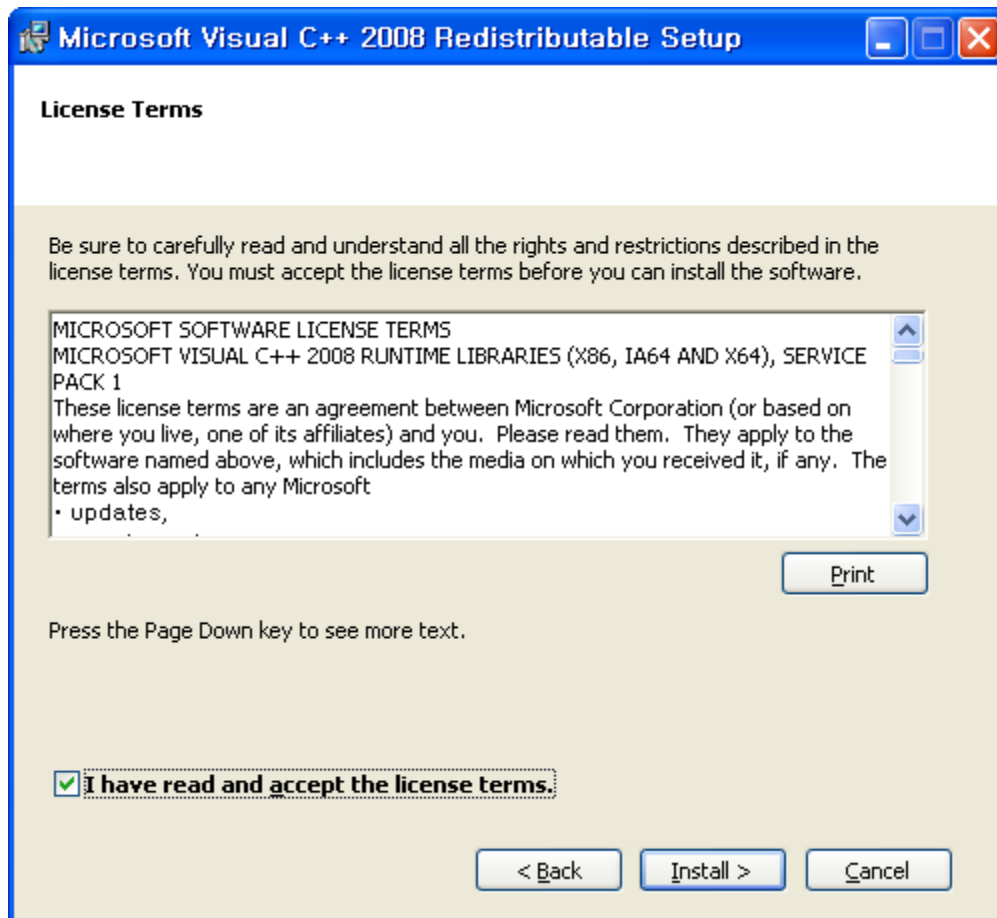 Microsoft Visual C++ 2008 Redistributable Setup
License Terms
Be sure to carefully read and understand all the rights and restrictions described in the
license terms. You must accept the license terms before you can install the software.
MICROSOFT SOFTWARE LICENSE TERMS
MICROSOFT VISUAL C++ 2008 RUNTIME LIBRARIES (X86, IA64 AND X64), SERVICE
PACK 1
These license terms are an agreement between Microsoft Corporation (or based on
where you live, one of its affiliates) and you.  Please read them.  They apply to the
software named above, which includes the media on which you received it, if any.  The
terms also apply to any Microsoft
• updates,
Print
Press the Page Down key to see more text.
I have read and accept the license terms.
< Back Install > Cancel